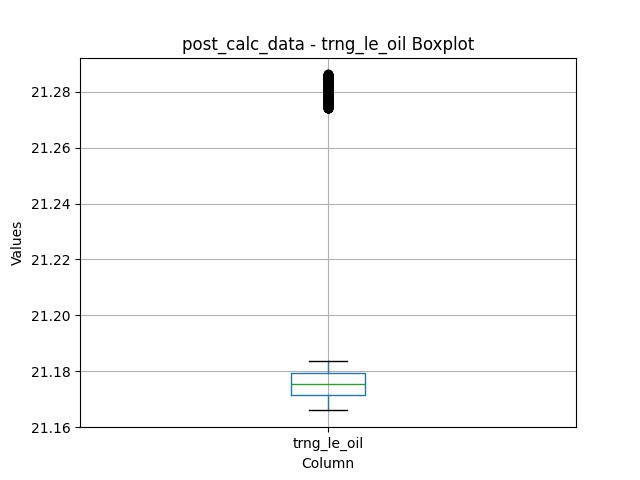 post_calc_data - trng_le_oil Boxplot
21.28
21.26
21.24
21.22
21.20
21.18
21.16
Values
trng_le_oil
Column